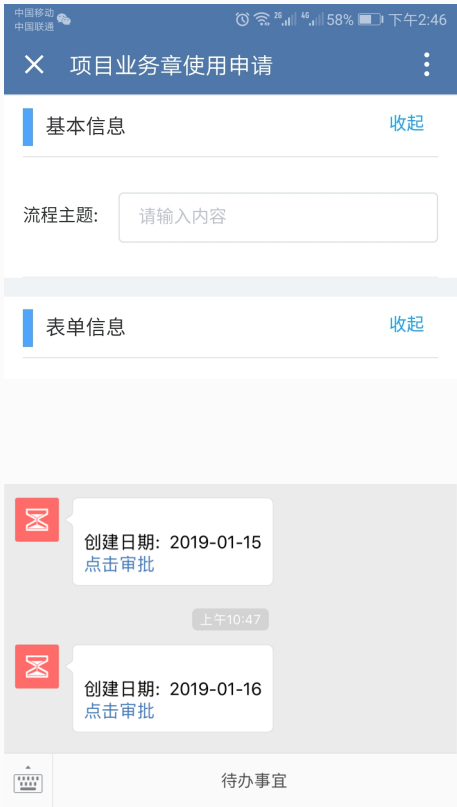 中国移动
中国联通
2G 4G 58% 下午2:46
项目业务章使用申请
基本信息 收起
流程主题: 请输入内容
表单信息 收起
创建日期: 2019-01-15
点击审批
上午10:47
创建日期: 2019-01-16
点击审批
待办事宜